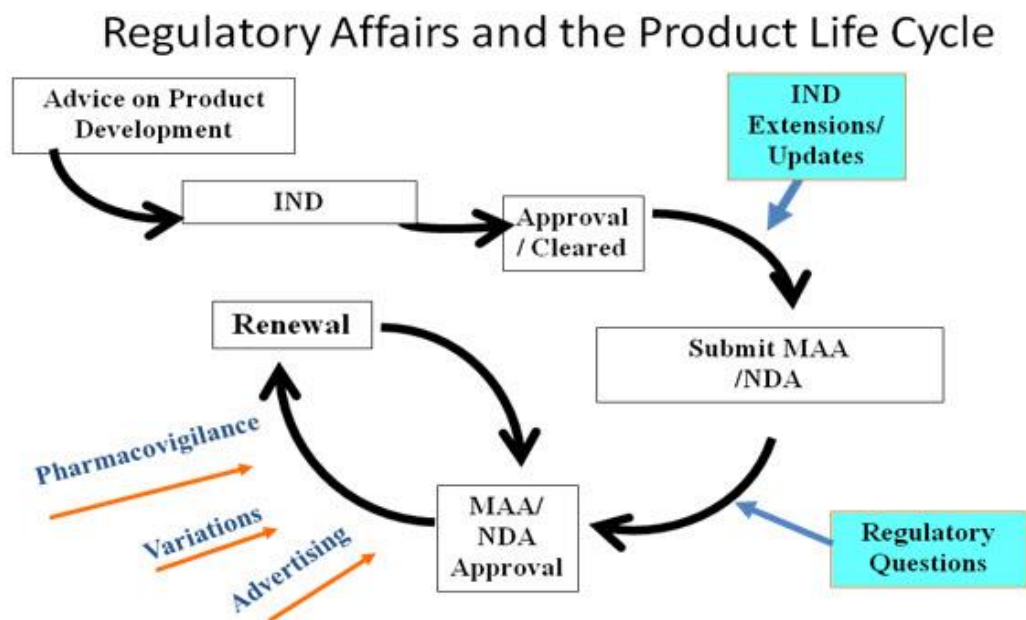 Regulatory Affairs and the Product Life Cycle
Advice on Product
Development
IND
Extensions/
Updates
IND
Approval
/ Cleared
Renewal
Submit MAA
/NDA
Pharmacovigilance
Variations
Advertising
MAA/
NDA
Approval
Regulatory
Questions